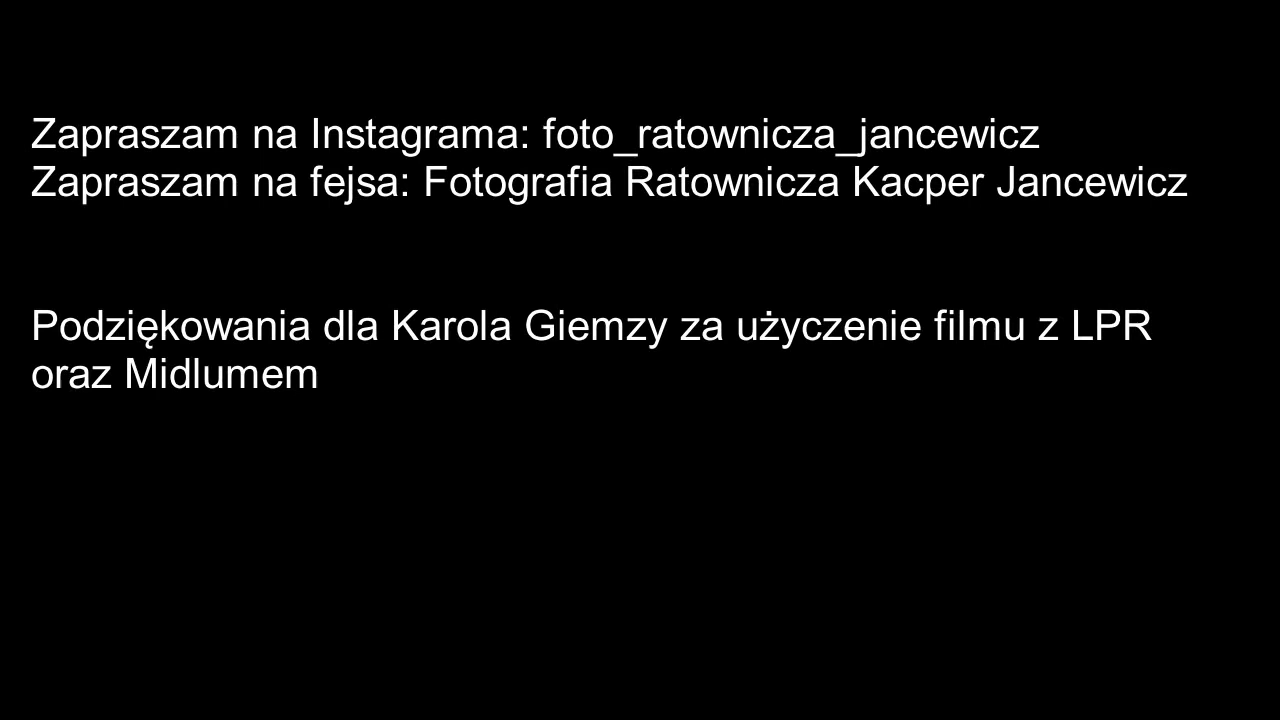 Zapraszam na Instagrama: foto_ratownicza_jancewicz
Zapraszam na fejsa: Fotografia Ratownicza Kacper Jancewicz
Podziękowania dla Karola Giemzy za użyczenie filmu z LPR
oraz Midlumem